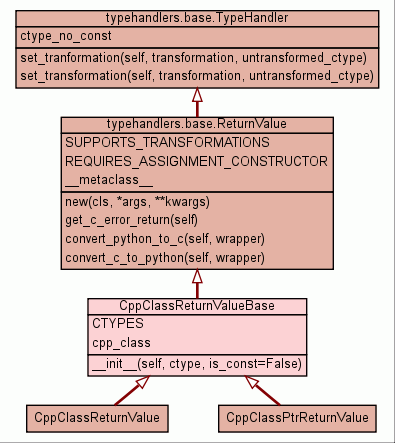 typehandlers.base.TypeHandler
ctype_no_const
set_tranformation(self, transformation, untransformed_ctype)
set_transformation(self, transformation, untransformed_ctype)
typehandlers.base.ReturnValue
SUPPORTS_TRANSFORMATIONS
REQUIRES_ASSIGNMENT_CONSTRUCTOR
__metaclass__
new(cls, *args, **kwargs)
get_c_error_return(self)
convert_python_to_c(self, wrapper)
convert_c_to_python(self, wrapper)
CppClassReturnValueBase
CTYPES
cpp_class
__init__(self, ctype, is_const=False)
CppClassReturnValue
CppClassPtrReturnValue